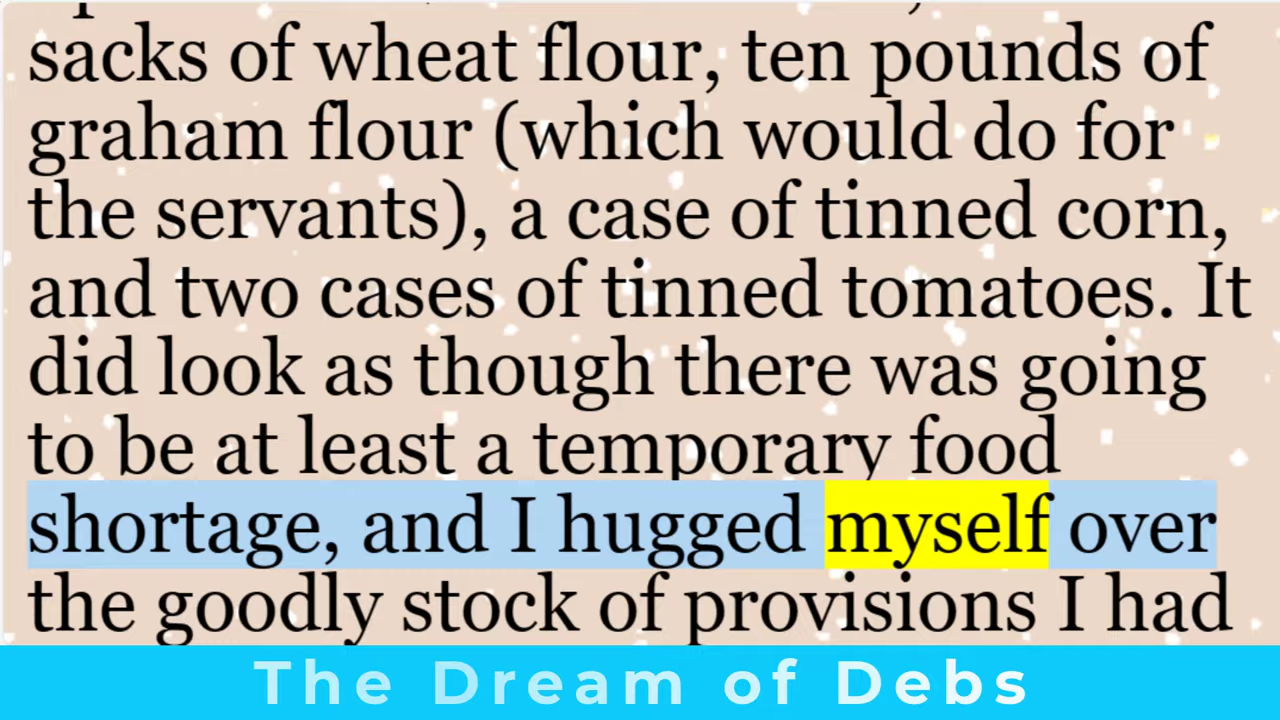 sacks of wheat flour, ten pounds of
graham flour (which would do for
the servants), a case of tinned corn,
and two cases of tinned tomatoes. It
did look as though there was going
to be at least a temporary food
shortage, and I hugged myself over
the goodly stock of provisions I had
The Dream of Debs